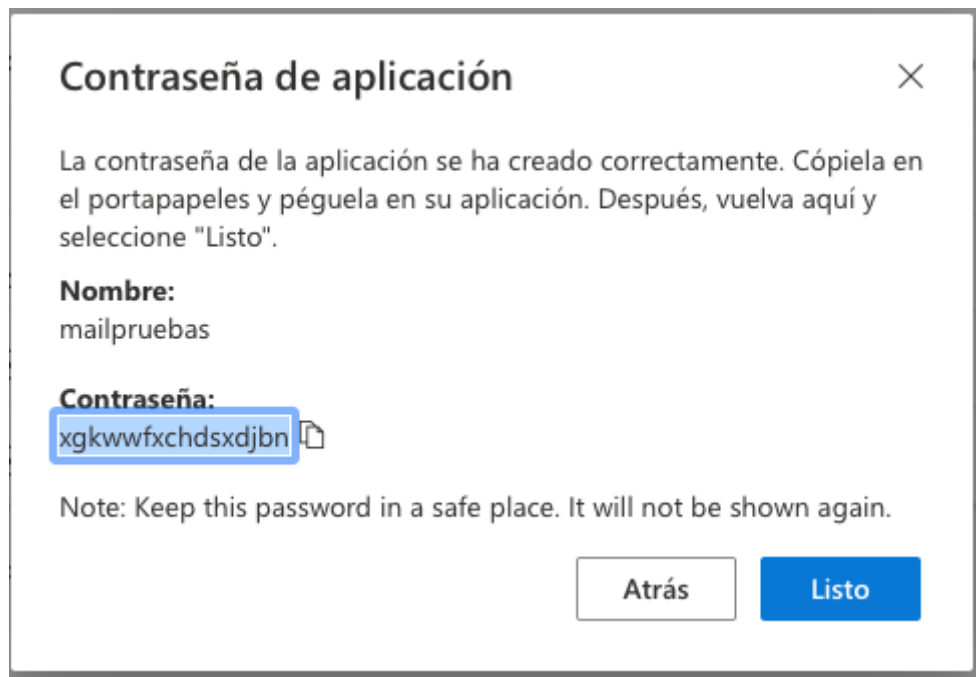 Contraseña de aplicación
La contraseña de la aplicación se ha creado correctamente. Cópiela en
el portapapeles y péguela en su aplicación. Después, vuelva aquí y
seleccione "Listo".
Nombre:
mailpruebas
Contraseña:
xgkwwfxchdsxdjbn
Note: Keep this password in a safe place. It will not be shown again.
Atrás
Listo